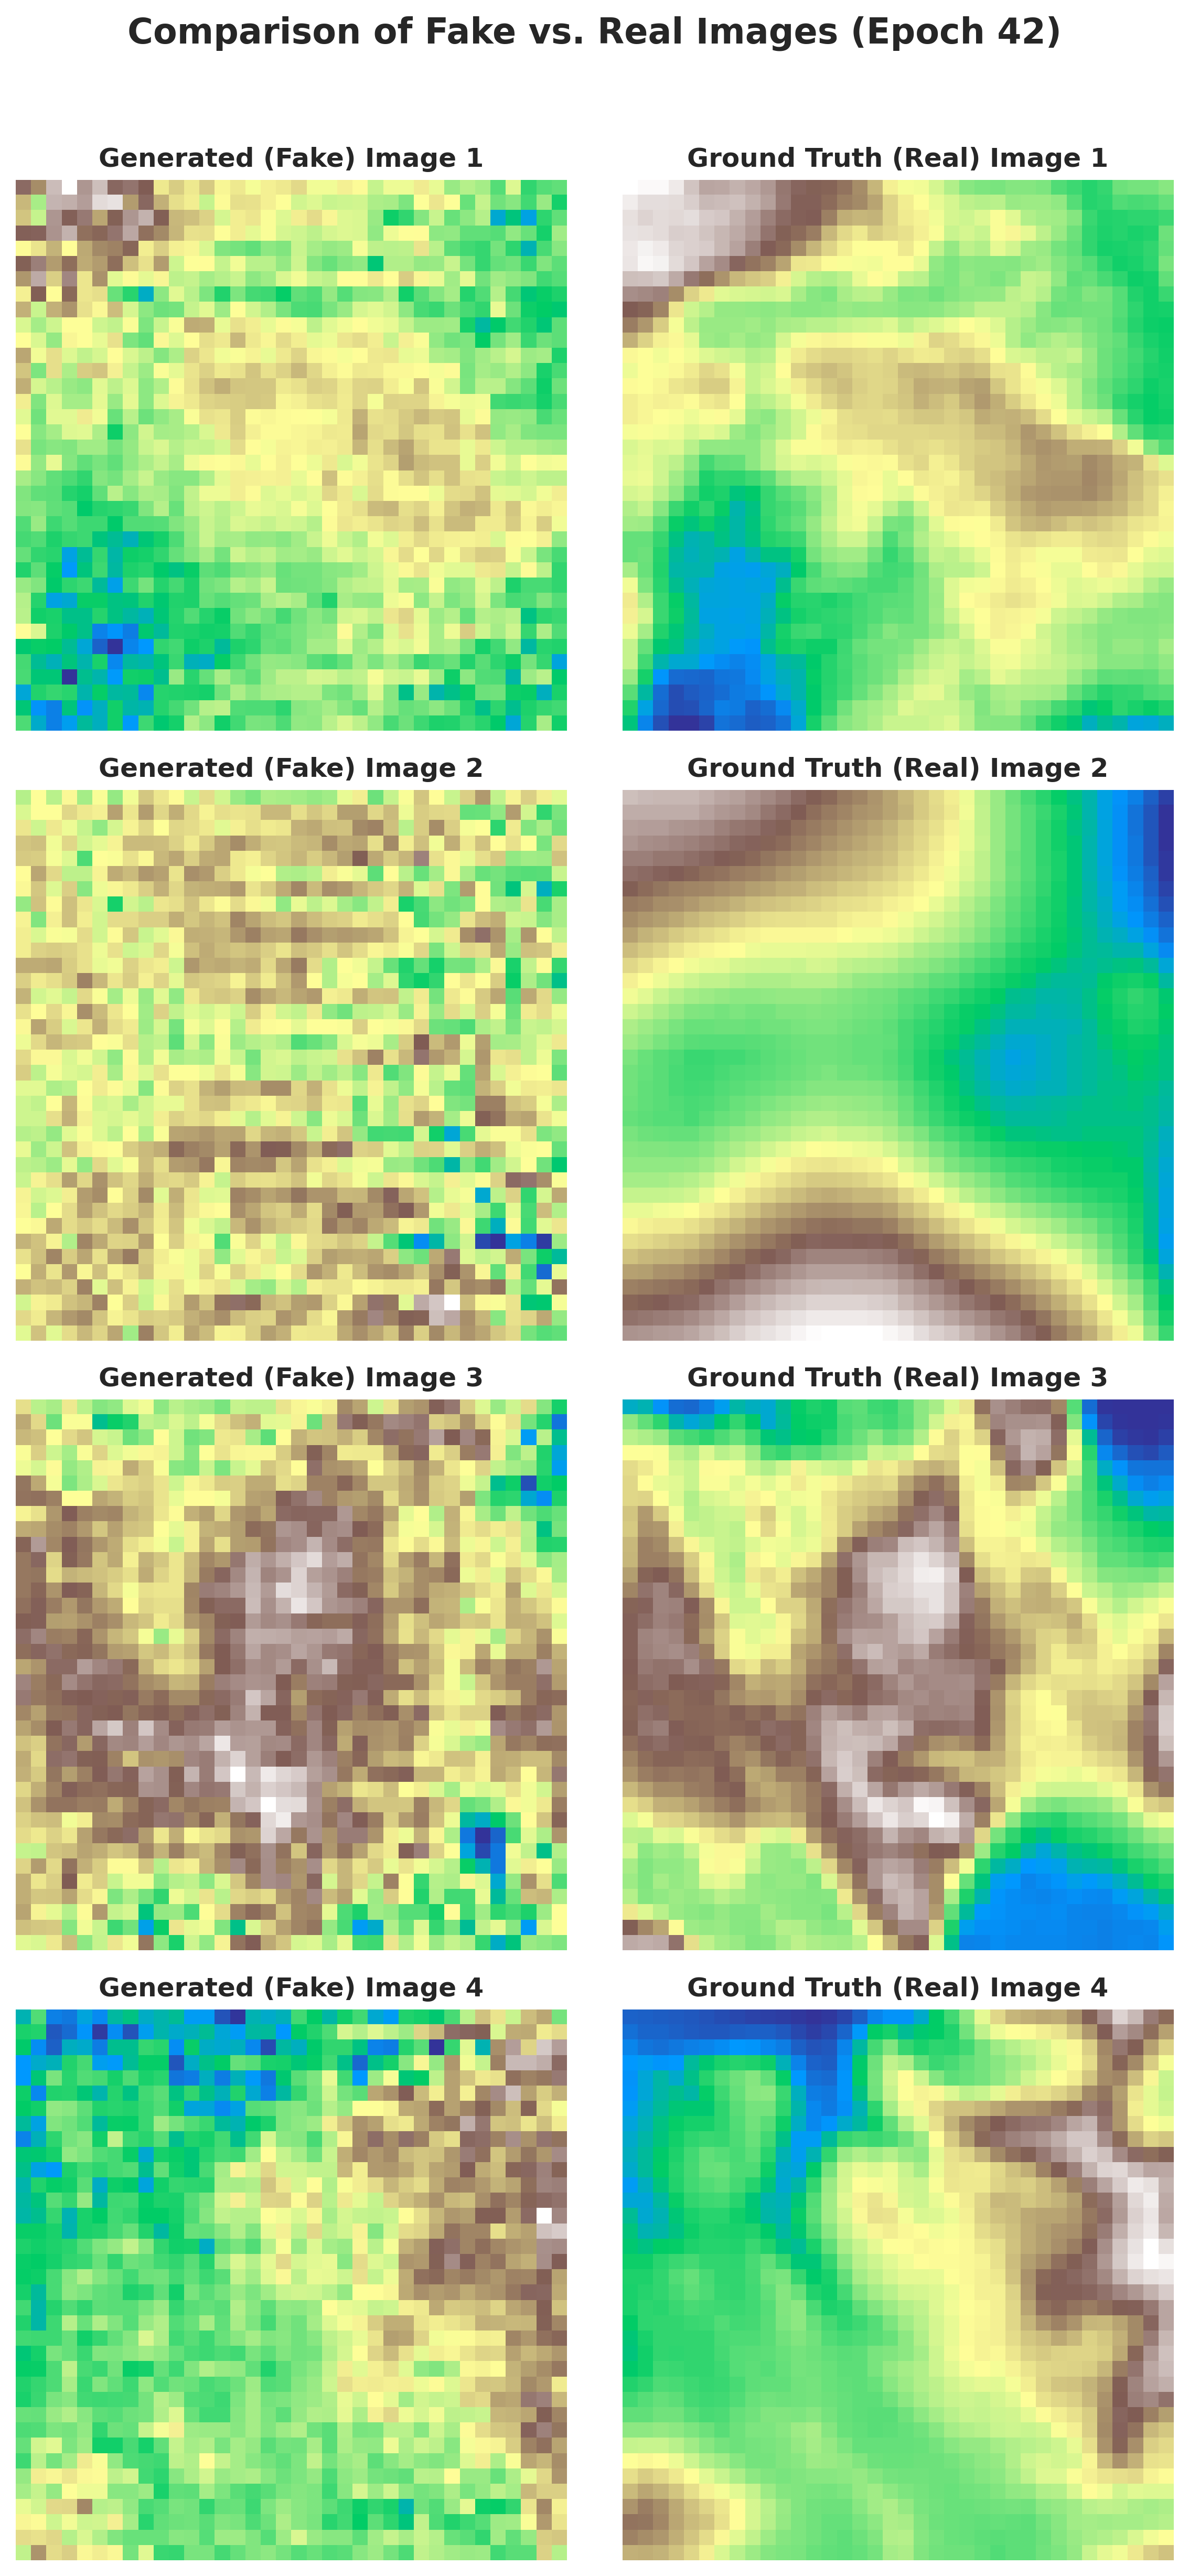 Comparison of Fake vs. Real Images (Epoch 42)
Generated (Fake) Image 1
Ground Truth (Real) Image 1
Generated (Fake) Image 2
Ground Truth (Real) Image 2
Generated (Fake) Image 3
Ground Truth (Real) Image 3
Generated (Fake) Image 4
Ground Truth (Real) Image 4